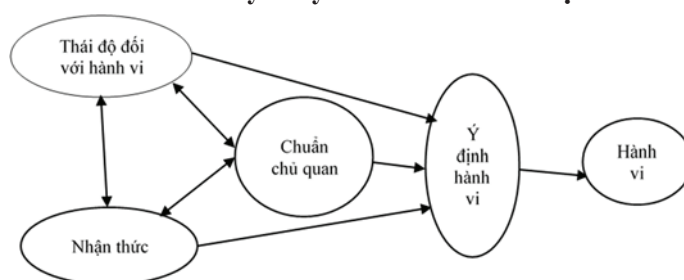 Thái độ đối
với hành vi
Chuẩn
chủ quan
Nhận thức
Ý
định
hành
vi
Hành
vi